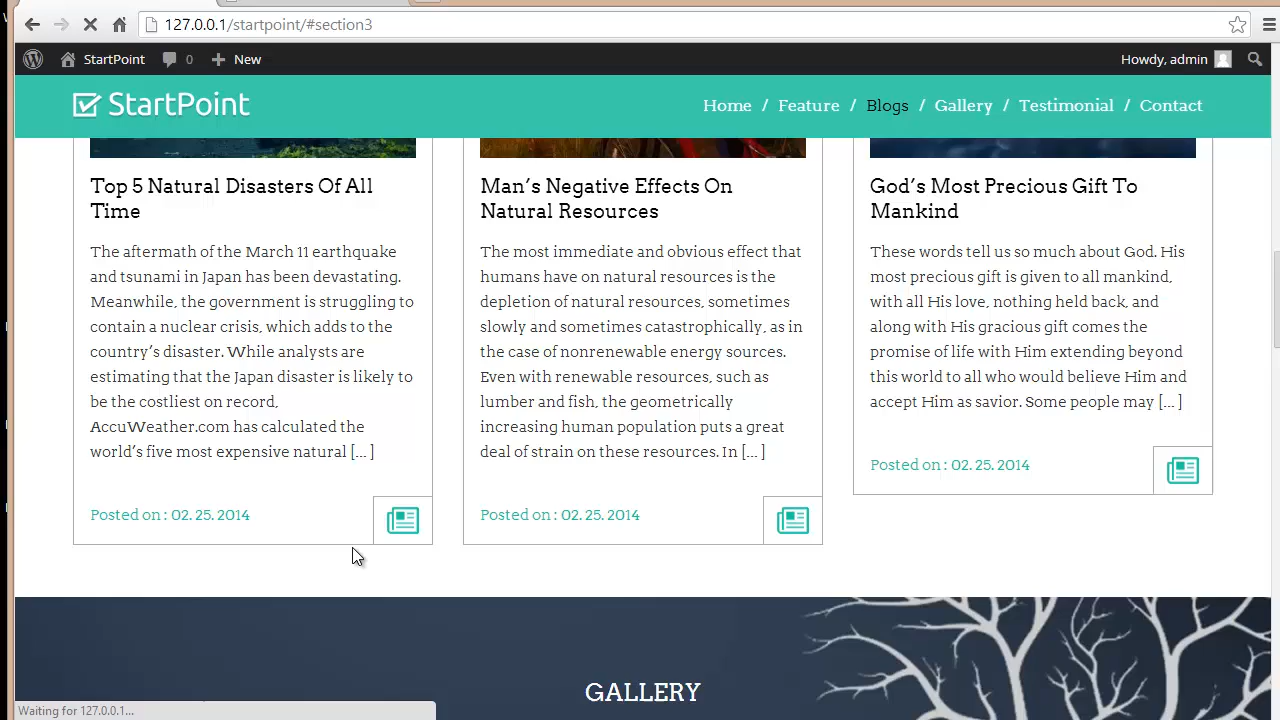 127.0.0.1/startpoint/#section3
StartPoint 0 New Howdy, admin
StartPoint Home / Feature / Blogs / Gallery / Testimonial / Contact
Top 5 Natural Disasters Of All
Time
The aftermath of the March 11 earthquake
and tsunami in Japan has been devastating.
Meanwhile, the government is struggling to
contain a nuclear crisis, which adds to the
country’s disaster. While analysts are
estimating that the Japan disaster is likely to
be the costliest on record,
AccuWeather.com has calculated the
world’s five most expensive natural [... ]
Posted on : 02. 25. 2014
Man’s Negative Effects On
Natural Resources
The most immediate and obvious effect that
humans have on natural resources is the
depletion of natural resources, sometimes
slowly and sometimes catastrophically, as in
the case of nonrenewable energy sources.
Even with renewable resources, such as
lumber and fish, the geometrically
increasing human population puts a great
deal of strain on these resources. In [... ]
Posted on : 02. 25. 2014
God’s Most Precious Gift To
Mankind
These words tell us so much about God. His
most precious gift is given to all mankind,
with all His love, nothing held back, and
along with His gracious gift comes the
promise of life with Him extending beyond
this world to all who would believe Him and
accept Him as savior. Some people may [... ]
Posted on : 02. 25. 2014
GALLERY
Waiting for 127.0.0.1...